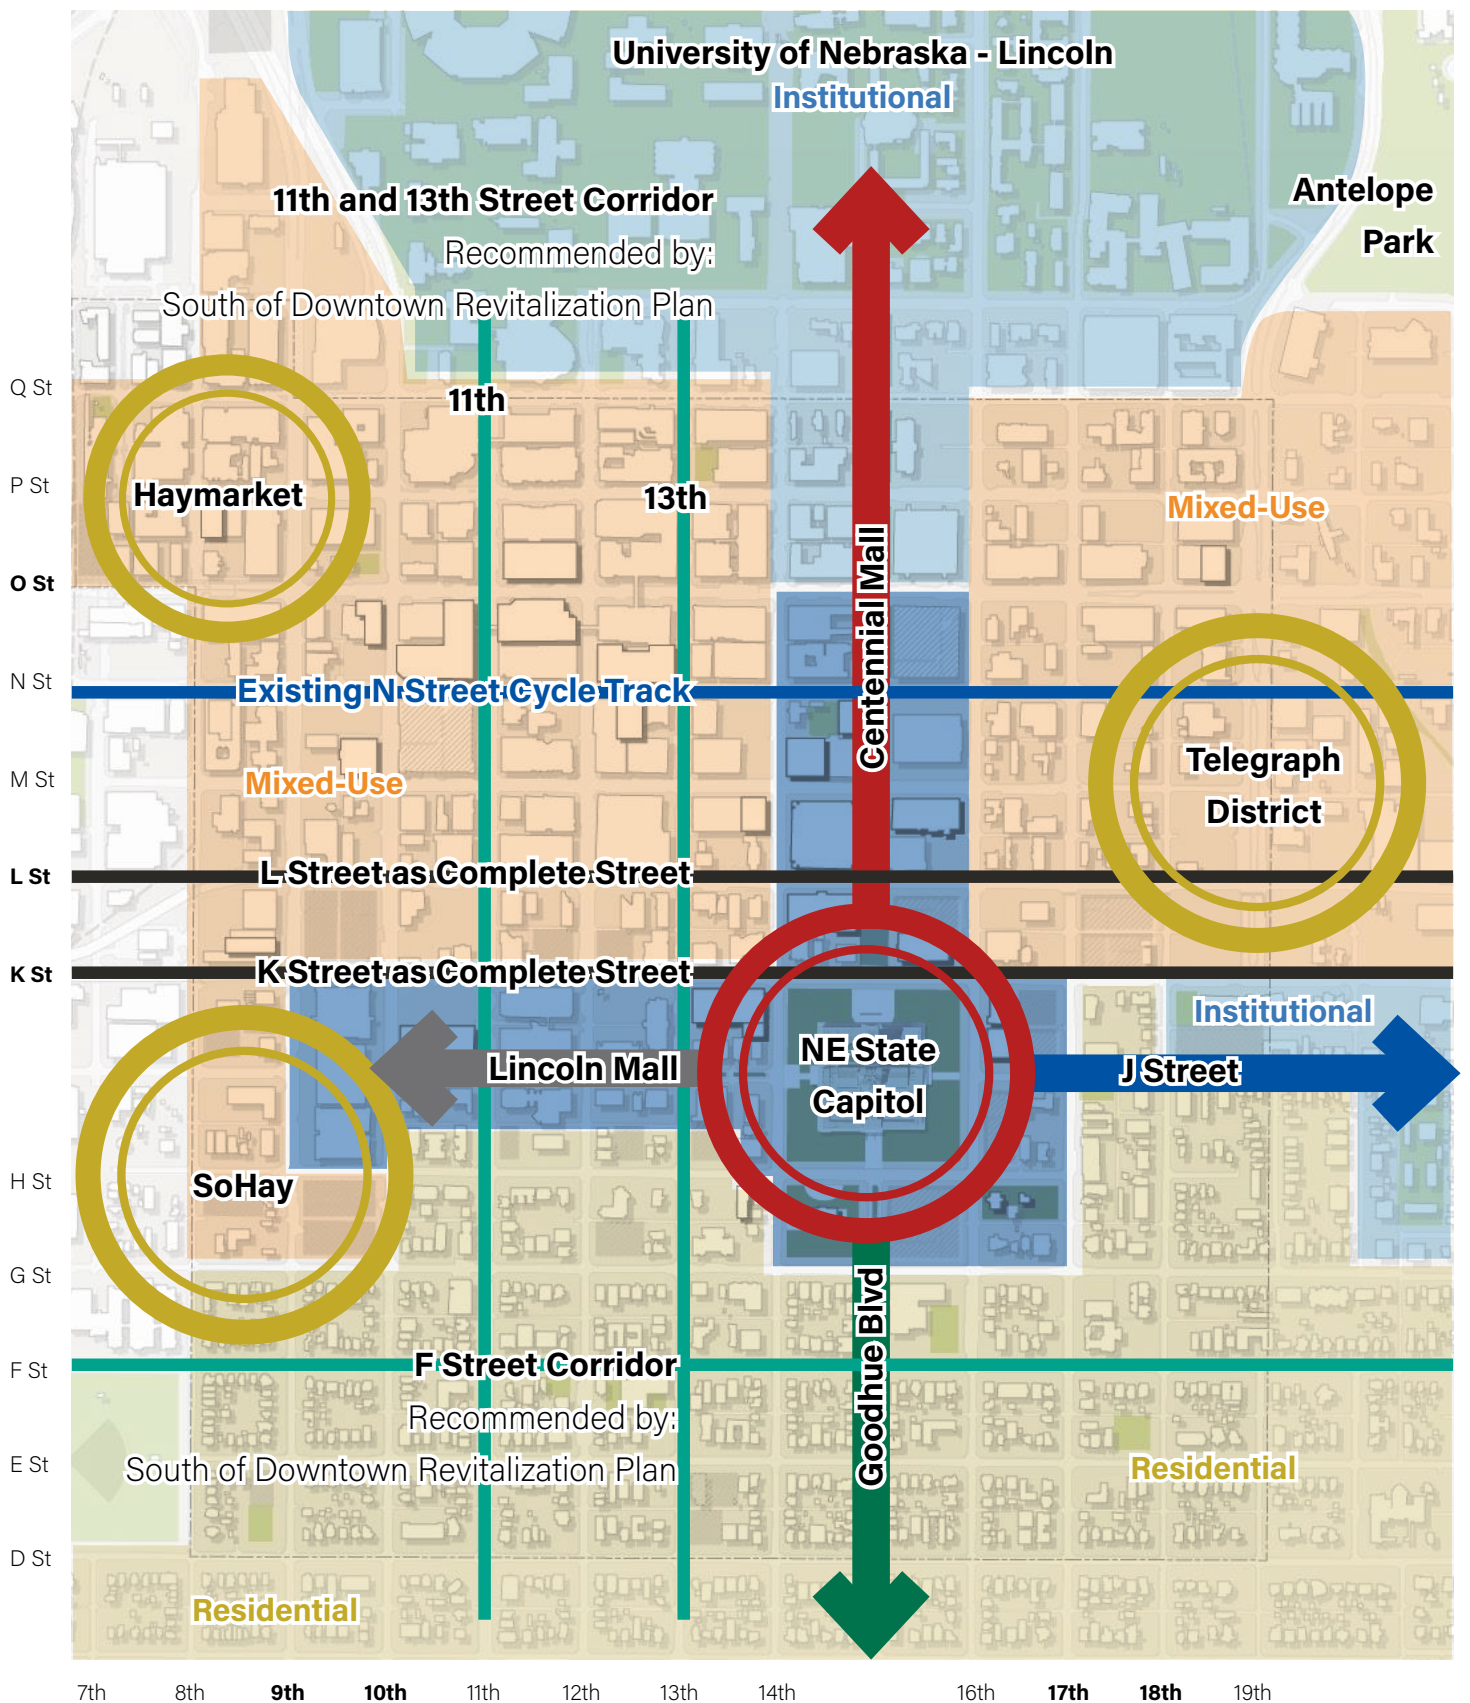 University of Nebraska - Lincoln
Institutional
11th and 13th Street Corridor
Recommended by:
South of Downtown Revitalization Plan
Antelope
Park
Q St
11th
P St
Haymarket
13th
Mixed-Use
O St
Centennial Mall
N St
Existing N Street Cycle Track
M St
Mixed-Use
Telegraph
District
L St
L Street as Complete Street
K St
K Street as Complete Street
Institutional
Lincoln Mall
NE State
Capitol
J Street
H St
SoHay
G St
Goodhue Blvd
F St
F Street Corridor
Recommended by:
South of Downtown Revitalization Plan
E St
Residential
D St
Residential
7th 8th 9th 10th 11th 12th 13th 14th 16th 17th 18th 19th